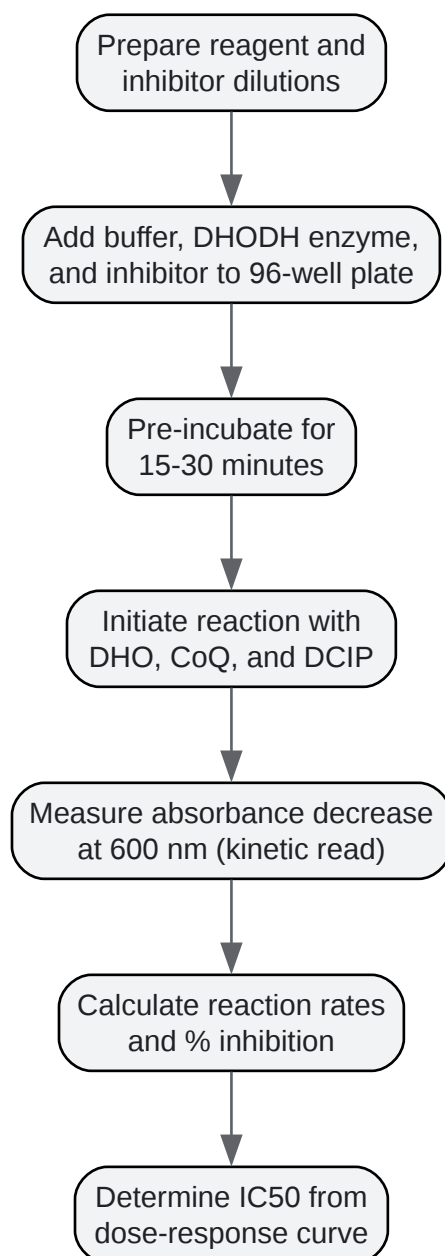 Prepare reagent and
inhibitor dilutions
Add buffer, DHODH enzyme,
and inhibitor to 96-well plate
Pre-incubate for
15-30 minutes
Initiate reaction with
DHO, CoQ, and DCIP
Measure absorbance decrease
at 600 nm (kinetic read)
Calculate reaction rates
and % inhibition
Determine IC50 from
dose-response curve